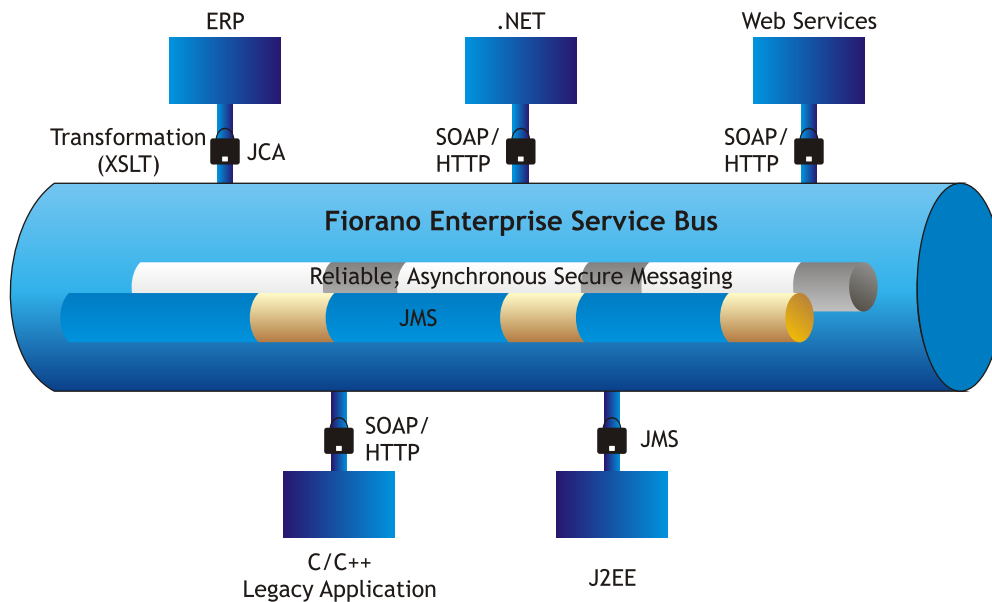 ERP
.NET
Web Services
Transformation
(XSLT)
JCA
SOAP/
HTTP
SOAP/
HTTP
Fiorano Enterprise Service Bus
Reliable, Asynchronous Secure Messaging
JMS
SOAP/
HTTP
JMS
C/C++
Legacy Application
J2EE